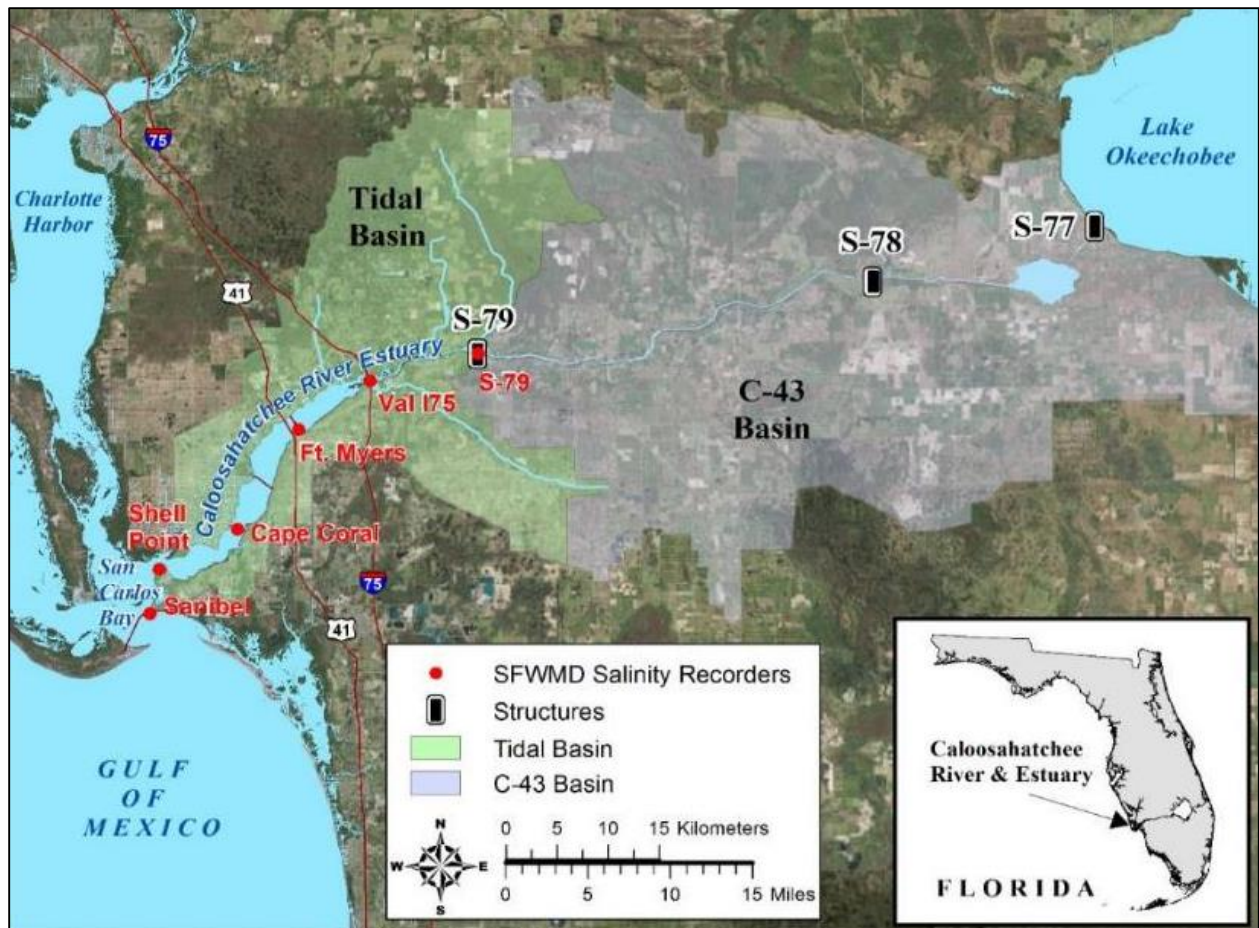 75
Charlotte
Harbor
Tidal
Basin
41
Caloosahatchee River Estuary
Lake
Okeechobee
S-77
S-78
S-79
S-79
Val I75
Ft. Myers
C-43
Basin
Shell
Point
Cape Coral
San
Carlos
Bay
Sanibel
75
41
GULF
OF
MEXICO
SFWMD Salinity Recorders
Structures
Tidal Basin
C-43 Basin
N
W E
S
0 5 10 15 Kilometers
0 5 10 15 Miles
Caloosahatchee
River & Estuary
FLORIDA